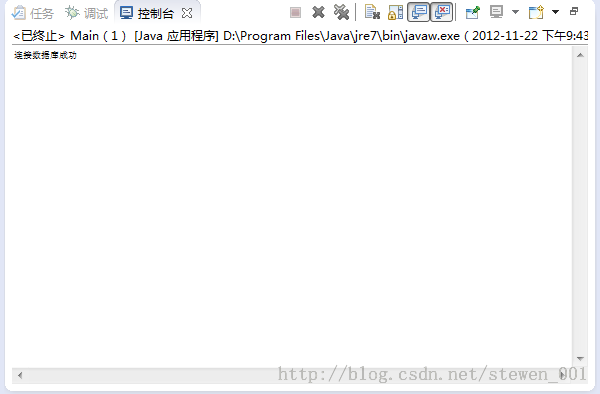 任务 调试 控制台
<已终止> Main ( 1 ) [Java 应用程序] D:\Program Files\Java\jre7\bin\javaw.exe ( 2012-11-22 下午9:43
连接数据库成功
http://blog.csdn.net/stewen_001